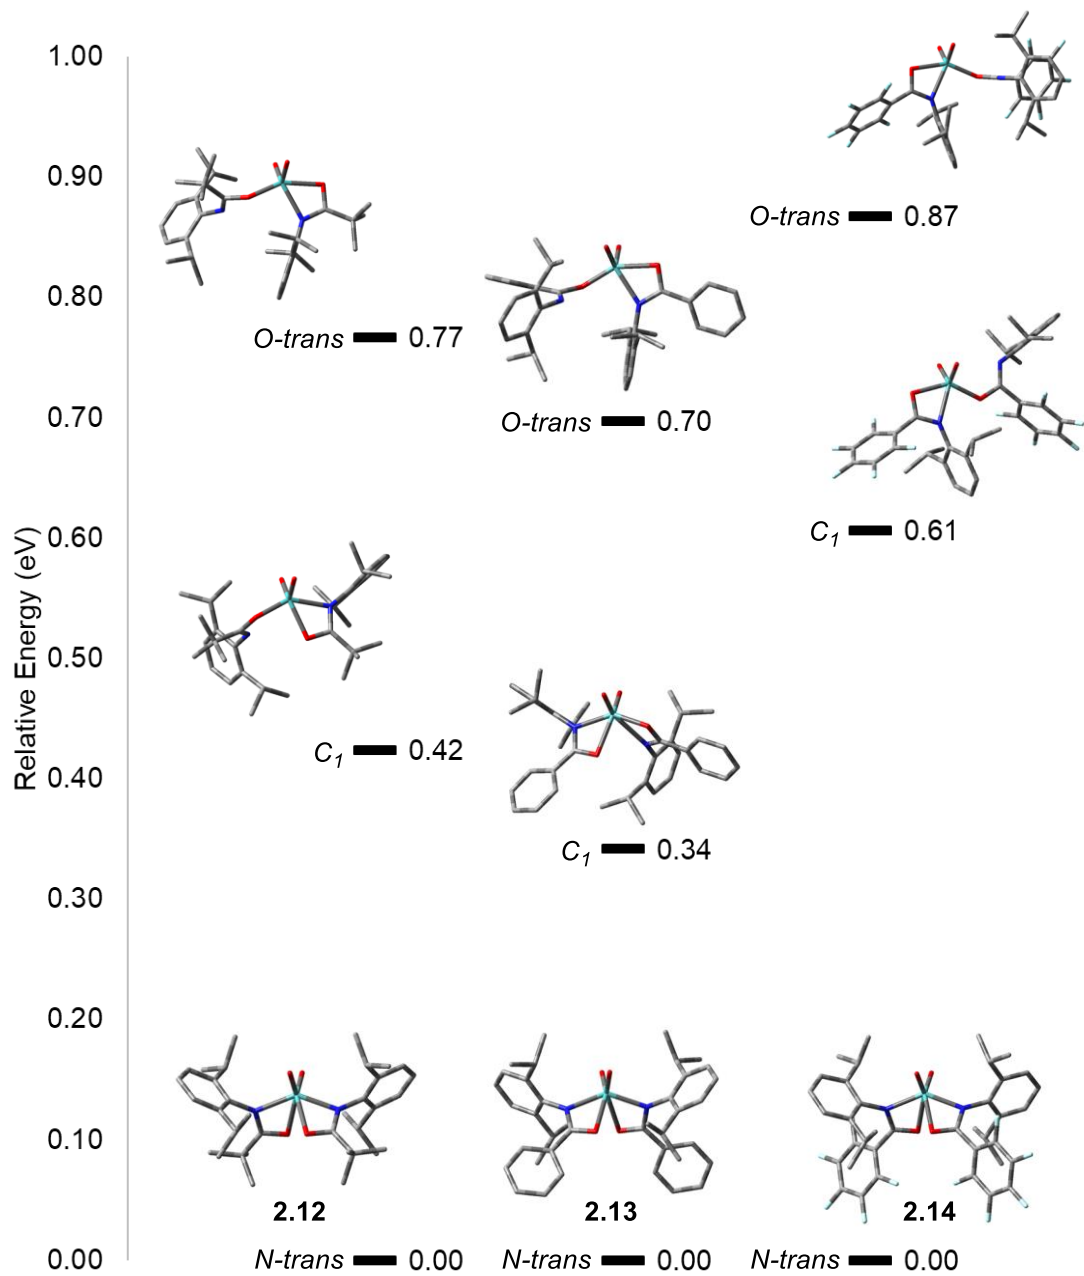 1.00
0.90
O-trans 0.87
0.80
O-trans 0.77
0.70
O-trans 0.70
C1 0.61
0.60
Relative Energy (eV)
0.50
C1 0.42
0.40
C1 0.34
0.30
0.20
0.10
2.12 2.13 2.14
0.00
N-trans 0.00 N-trans 0.00 N-trans 0.00